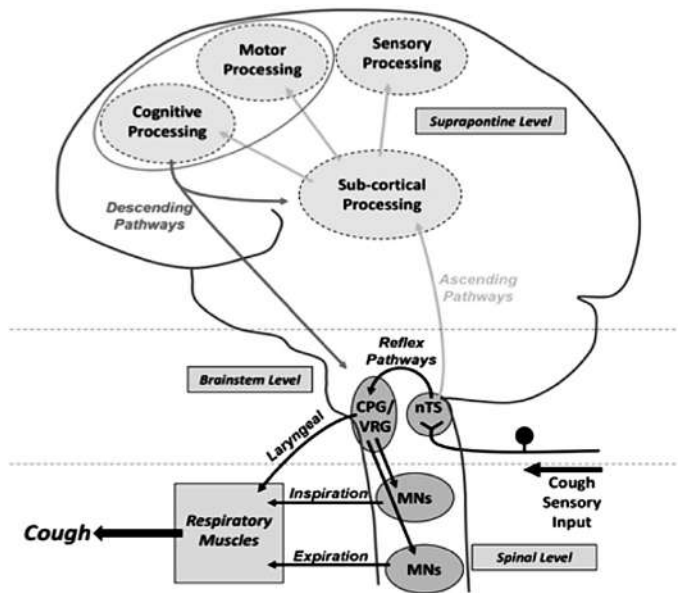 Motor
Processing
Sensory
Processing
Cognitive
Processing
Suprapontine Level
Sub-cortical
Processing
Descending
Pathways
Ascending
Pathways
Reflex
Pathways
Brainstem Level
CPG/
VRG
nTS
Laryngeal
Cough
Sensory
Input
Inspiration
MNs
Respiratory
Muscles
Cough
Expiration
MNs
Spinal Level